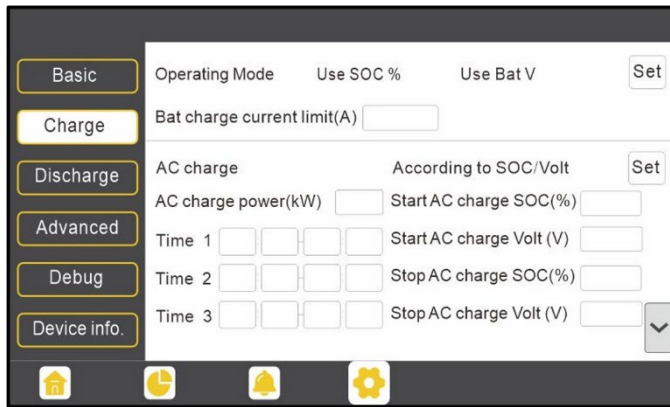 Basic
Charge
Discharge
Advanced
Debug
Device info.
Operating Mode Use SOC % Use Bat V Set
Bat charge current limit(A)
AC charge According to SOC/Volt Set
AC charge power(kW) Start AC charge SOC(%)
Time 1 Start AC charge Volt (V)
Time 2 Stop AC charge SOC(%)
Time 3 Stop AC charge Volt (V)